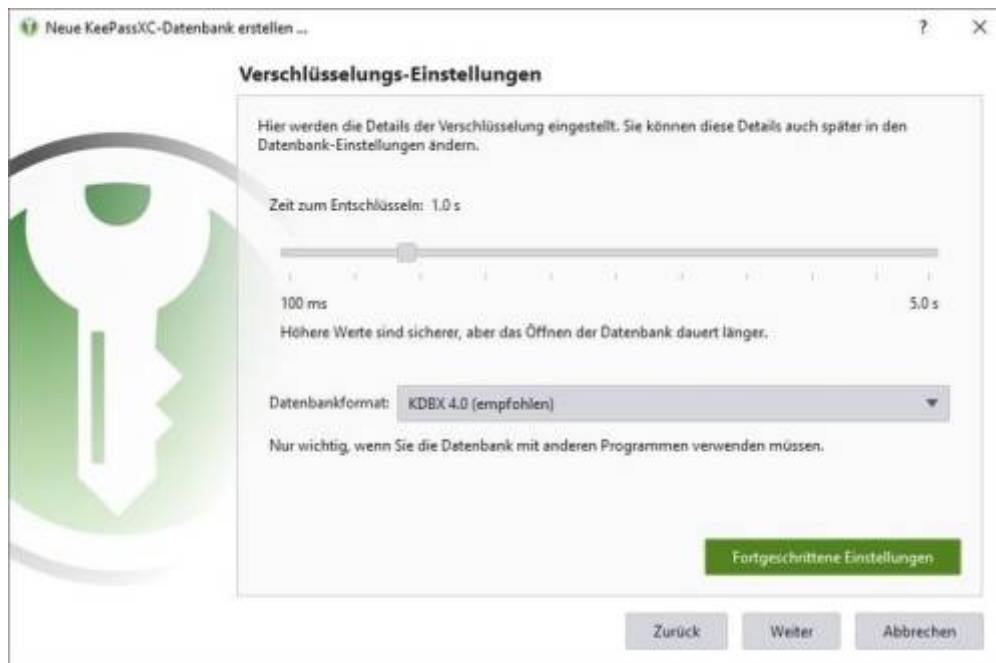 Neue KeePassXC-Datenbank erstellen ...
?
Verschlüsselungs-Einstellungen
Hier werden die Details der Verschlüsselung eingestellt. Sie können diese Details auch später in den
Datenbank-Einstellungen ändern.
Zeit zum Entschlüsseln: 1.0 s
100 ms 5.0 s
Höhere Werte sind sicherer, aber das Öffnen der Datenbank dauert länger.
Datenbankformat: KDBX 4.0 (empfohlen)
Nur wichtig, wenn Sie die Datenbank mit anderen Programmen verwenden müssen.
Fortgeschrittene Einstellungen
Zurück Weiter Abbrechen